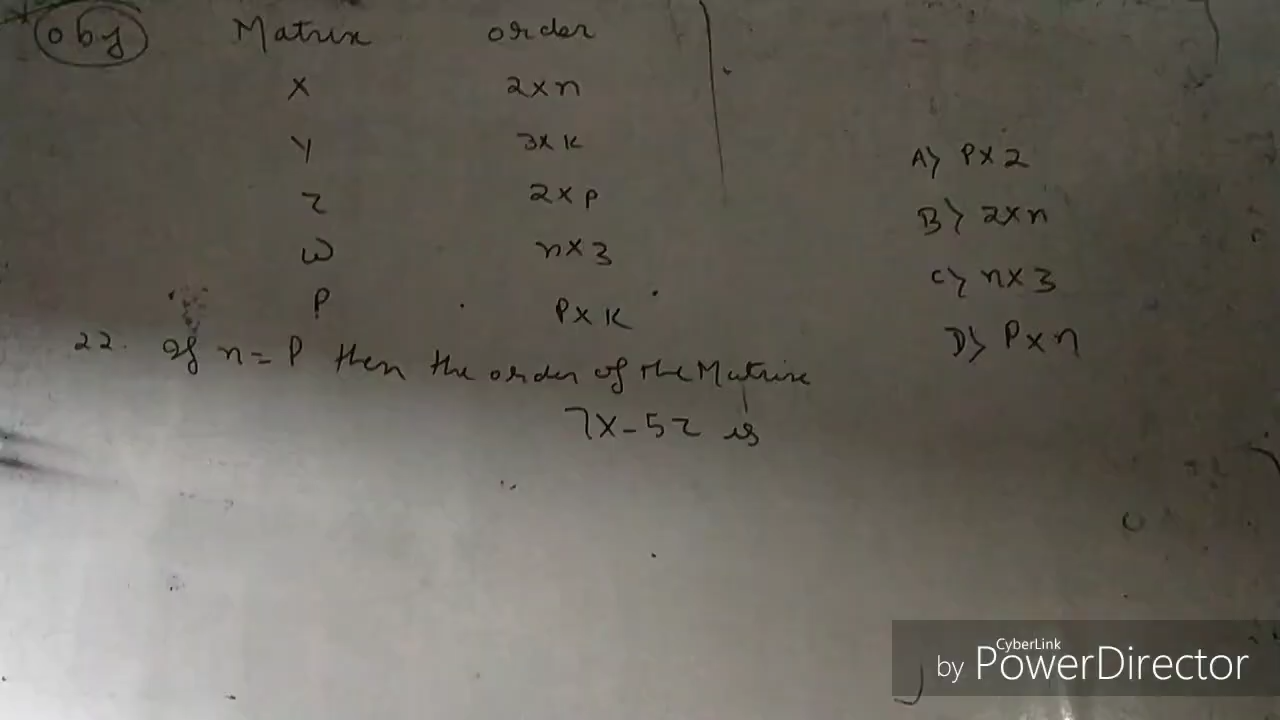 obj Matrix order
X 2×n
Y 3×K
Z 2×p
W n×3
P P×K
A> P×2
B> 2×n
C> n×3
D> P×n
22. If n = P then the order of the Matrix
7X-5Z is
CyberLink
by PowerDirector